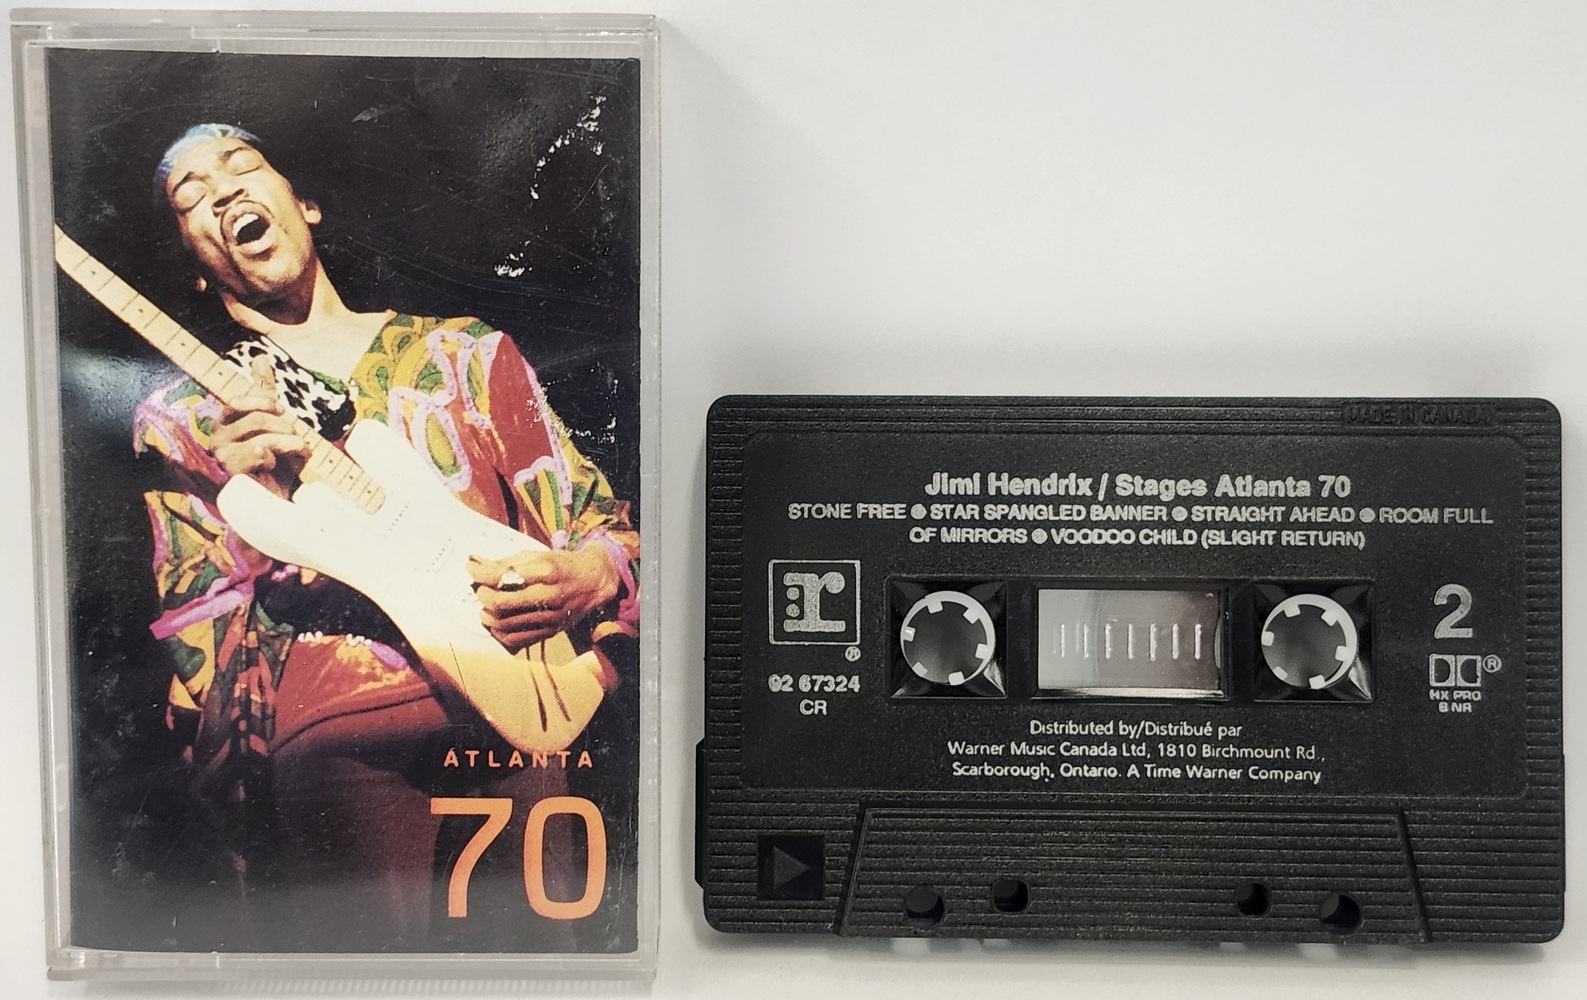 ATLANTA
70
MADE IN CANADA
Jimi Hendrix / Stages Atlanta 70
STONE FREE ● STAR SPANGLED BANNER ● STRAIGHT AHEAD ● ROOM FULL
OF MIRRORS ● VOODOO CHILD (SLIGHT RETURN)
:r
®
92 67324
CR
2
®
HX PRO
B NR
Distributed by/Distribué par
Warner Music Canada Ltd, 1810 Birchmount Rd.,
Scarborough, Ontario. A Time Warner Company